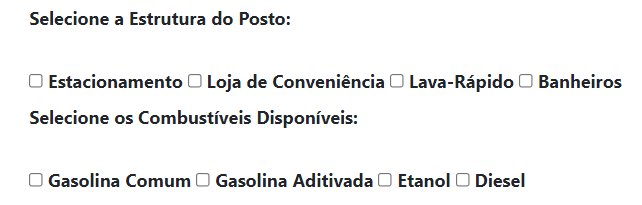 Selecione a Estrutura do Posto:
Estacionamento Loja de Conveniência Lava-Rápido Banheiros
Selecione os Combustíveis Disponíveis:
Gasolina Comum Gasolina Aditivada Etanol Diesel